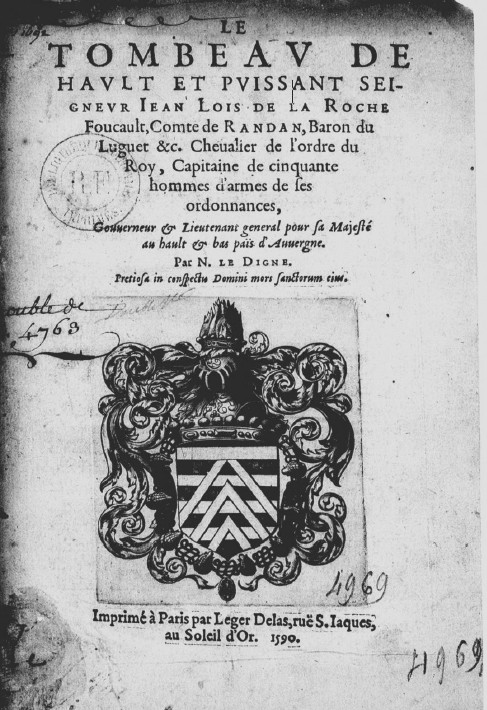 LE
TOMBEAV DE
HAVLT ET PVISSANT SEI-
GNEVR IEAN LOIS DE LA ROCHE
Foucault, Comte de RANDAN, Baron du
Luguet &c. Cheualier de l'ordre du
Roy, Capitaine de cinquante
hommes d'armes de ses
ordonnances,
Gouuerneur & Lieutenant general pour sa Majesté
au hault & bas païs d'Auuergne.
PAR N. LE DIGNE.
Pretiosa in conspectu Domini mors sanctorum eius.
double de
4763
4969
Imprimé à Paris par Leger Delas, ruë S. Iaques,
au Soleil d'Or. 1590.
4969